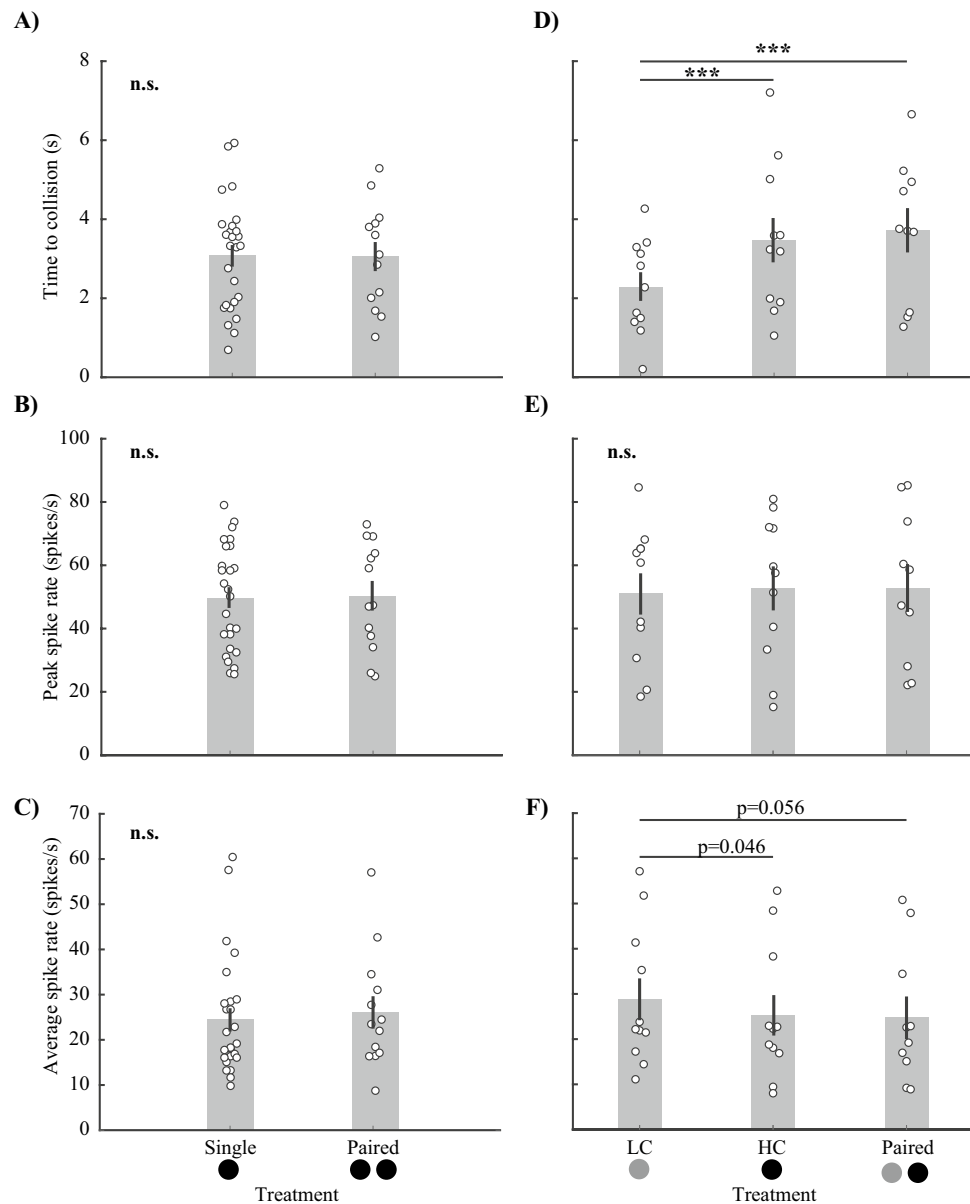 A)
D)
8
6
4
2
0
Time to collision (s)
n.s.
***
***
B)
E)
100
80
60
40
20
0
Peak spike rate (spikes/s)
n.s.
n.s.
C)
F)
70
60
50
40
30
20
10
0
Average spike rate (spikes/s)
n.s.
p=0.056
p=0.046
Single
Paired
LC
HC
Paired
Treatment
Treatment